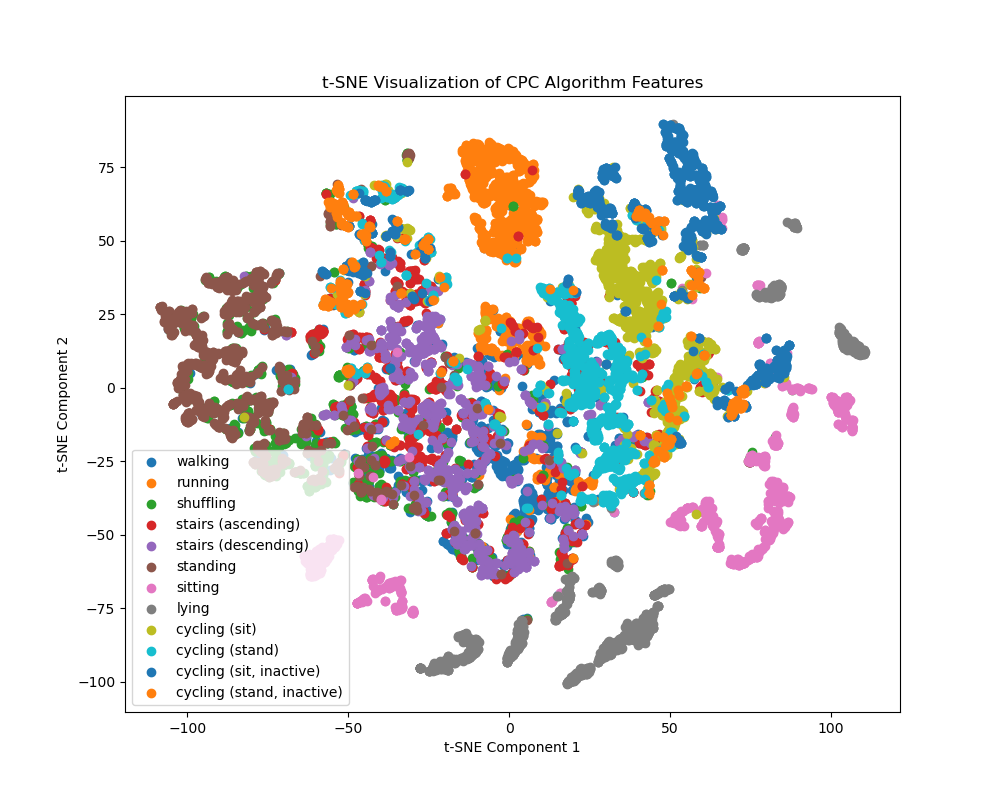 t-SNE Visualization of CPC Algorithm Features
75
50
25
0
−25
−50
−75
−100
t-SNE Component 2
walking
running
shuffling
stairs (ascending)
stairs (descending)
standing
sitting
lying
cycling (sit)
cycling (stand)
cycling (sit, inactive)
cycling (stand, inactive)
−100
−50
0
50
100
t-SNE Component 1